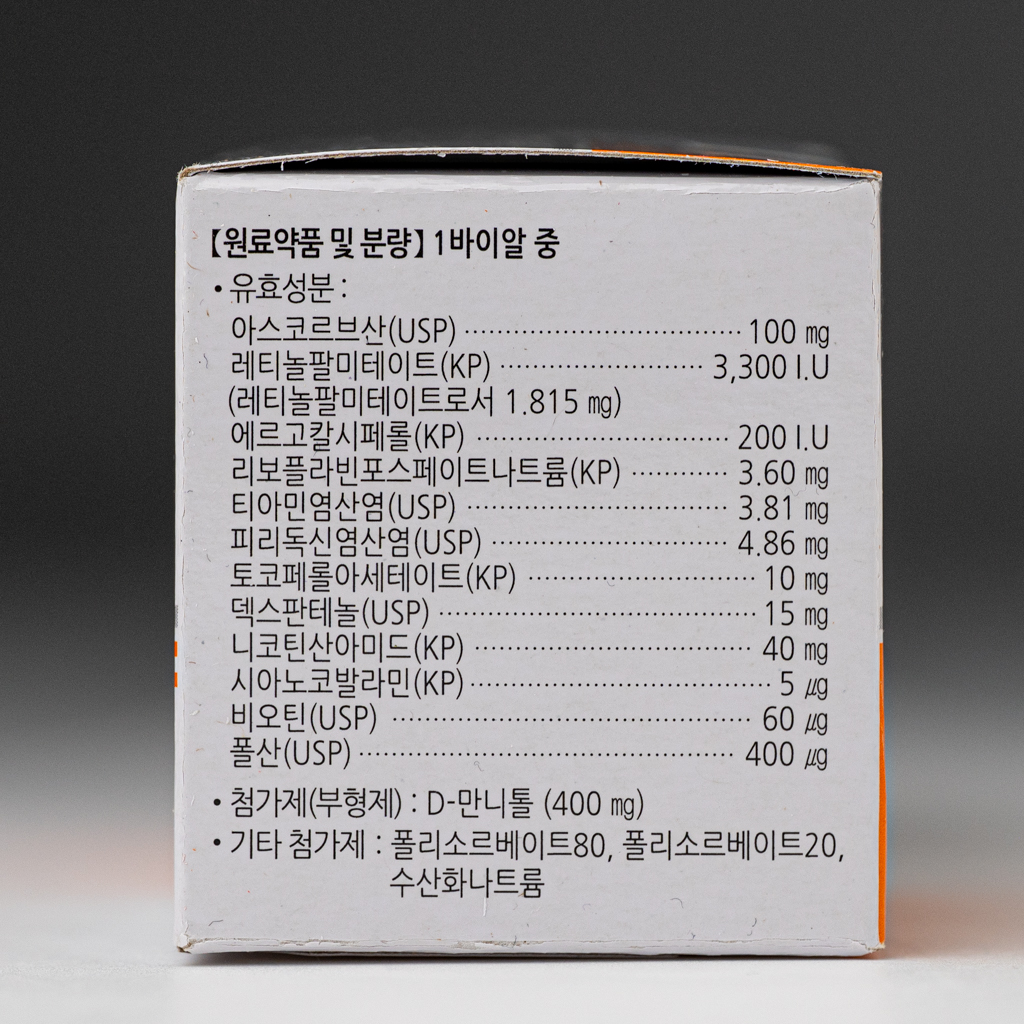 【원료약품 및 분량】 1바이알 중
• 유효성분 :
아스코르브산(USP) ································ 100 ㎎
레티놀팔미테이트(KP) ························ 3,300 I.U
(레티놀팔미테이트로서 1.815 ㎎)
에르고칼시페롤(KP) ····························· 200 I.U
리보플라빈포스페이트나트륨(KP) ··········· 3.60 ㎎
티아민염산염(USP) ······························ 3.81 ㎎
피리독신염산염(USP) ··························· 4.86 ㎎
토코페롤아세테이트(KP) ·························· 10 ㎎
덱스판테놀(USP) ···································· 15 ㎎
니코틴산아미드(KP) ································ 40 ㎎
시아노코발라민(KP) ·································· 5 ㎍
비오틴(USP) ········································· 60 ㎍
폴산(USP) ·········································· 400 ㎍
• 첨가제(부형제) : D-만니톨 (400 ㎎)
• 기타 첨가제 : 폴리소르베이트80, 폴리소르베이트20,
수산화나트륨